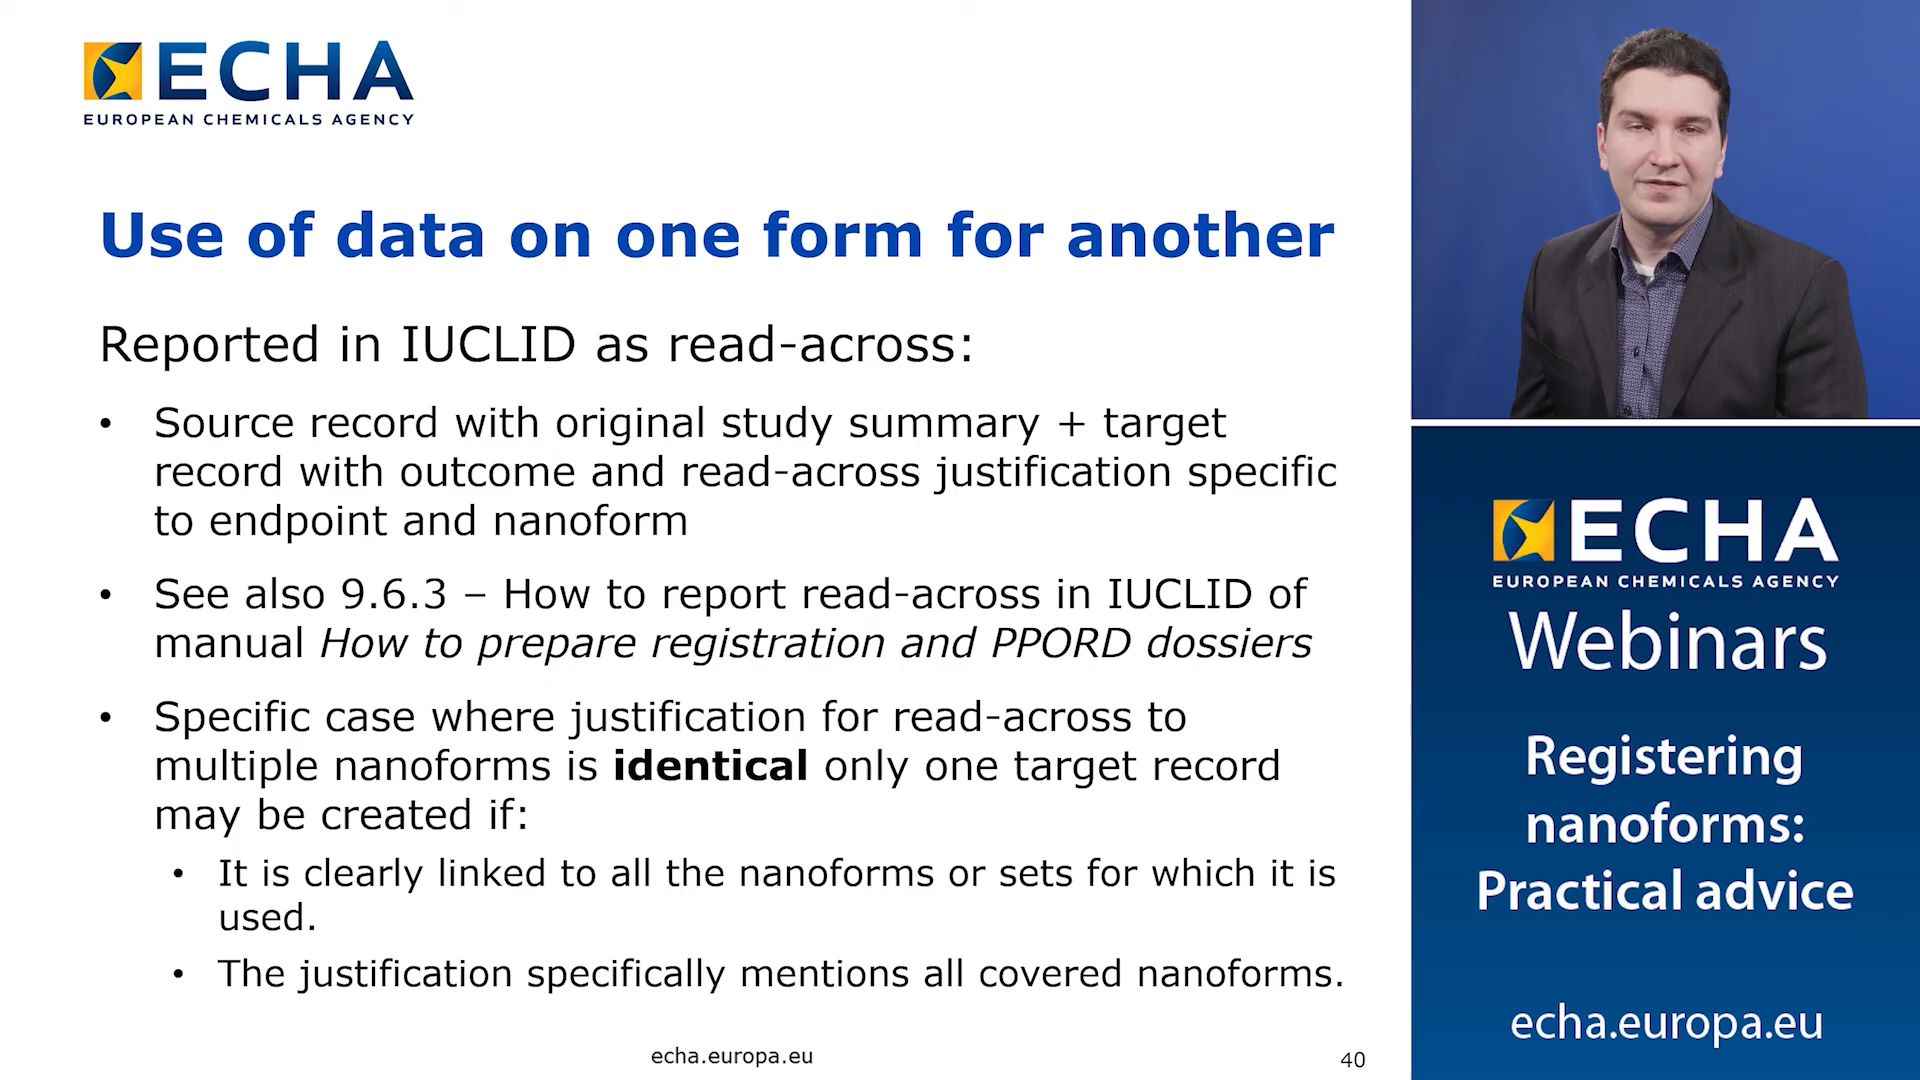 ECHA
EUROPEAN CHEMICALS AGENCY
Use of data on one form for another
Reported in IUCLID as read-across:
• Source record with original study summary + target
record with outcome and read-across justification specific
to endpoint and nanoform
• See also 9.6.3 – How to report read-across in IUCLID of
manual How to prepare registration and PPORD dossiers
• Specific case where justification for read-across to
multiple nanoforms is identical only one target record
may be created if:
• It is clearly linked to all the nanoforms or sets for which it is
used.
• The justification specifically mentions all covered nanoforms.
echa.europa.eu
40
ECHA
EUROPEAN CHEMICALS AGENCY
Webinars
Registering
nanoforms:
Practical advice
echa.europa.eu